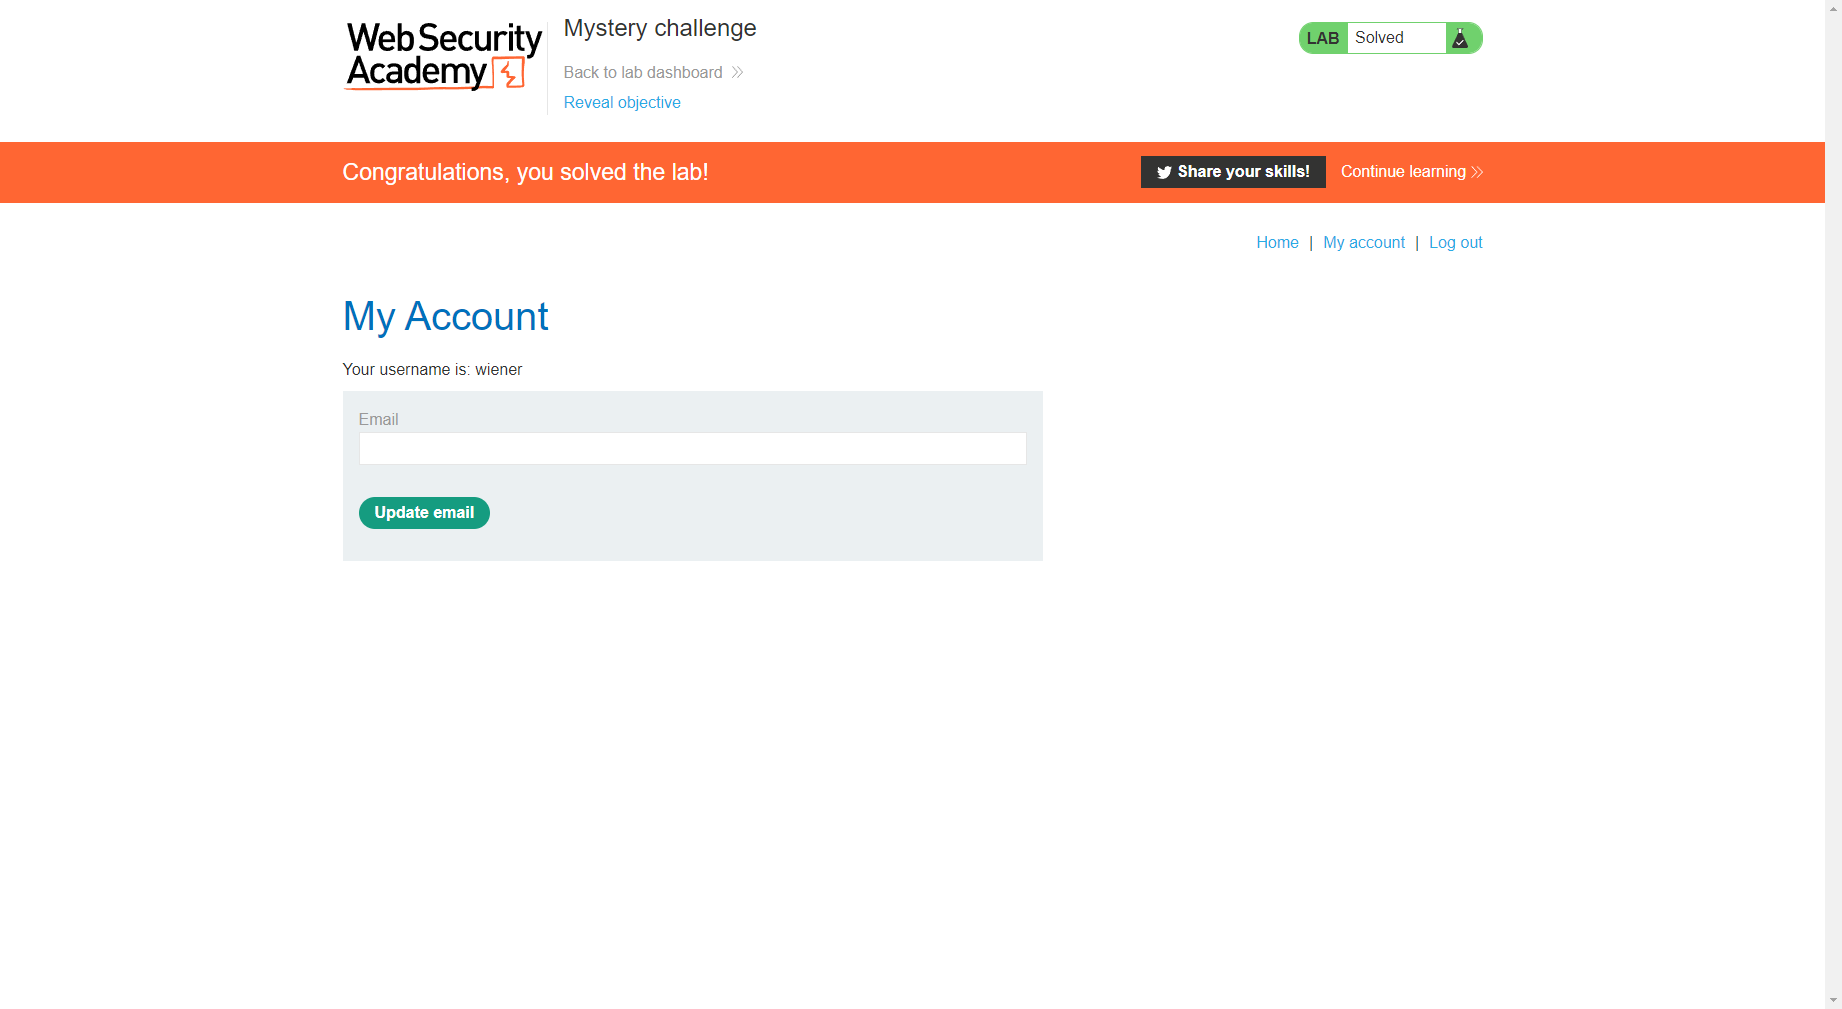 Web Security
Academy
Mystery challenge
Back to lab dashboard
Reveal objective
LAB Solved
Congratulations, you solved the lab!
Share your skills!
Continue learning
Home | My account | Log out
My Account
Your username is: wiener
Email
Update email